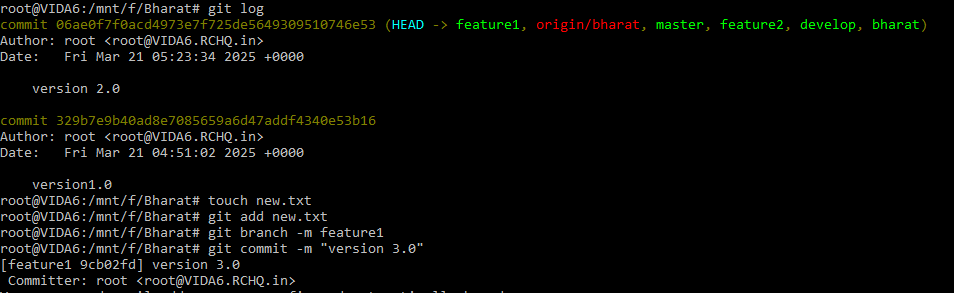 root@VIDA6:/mnt/f/Bharat# git log
commit 06ae0f7f0acd4973e7f725de5649309510746e53 (HEAD -> feature1, origin/bharat, master, feature2, develop, bharat)
Author: root <root@VIDA6.RCHQ.in>
Date:   Fri Mar 21 05:23:34 2025 +0000
version 2.0
commit 329b7e9b40ad8e7085659a6d47addf4340e53b16
Author: root <root@VIDA6.RCHQ.in>
Date:   Fri Mar 21 04:51:02 2025 +0000
version1.0
root@VIDA6:/mnt/f/Bharat# touch new.txt
root@VIDA6:/mnt/f/Bharat# git add new.txt
root@VIDA6:/mnt/f/Bharat# git branch -m feature1
root@VIDA6:/mnt/f/Bharat# git commit -m "version 3.0"
[feature1 9cb02fd] version 3.0
Committer: root <root@VIDA6.RCHQ.in>